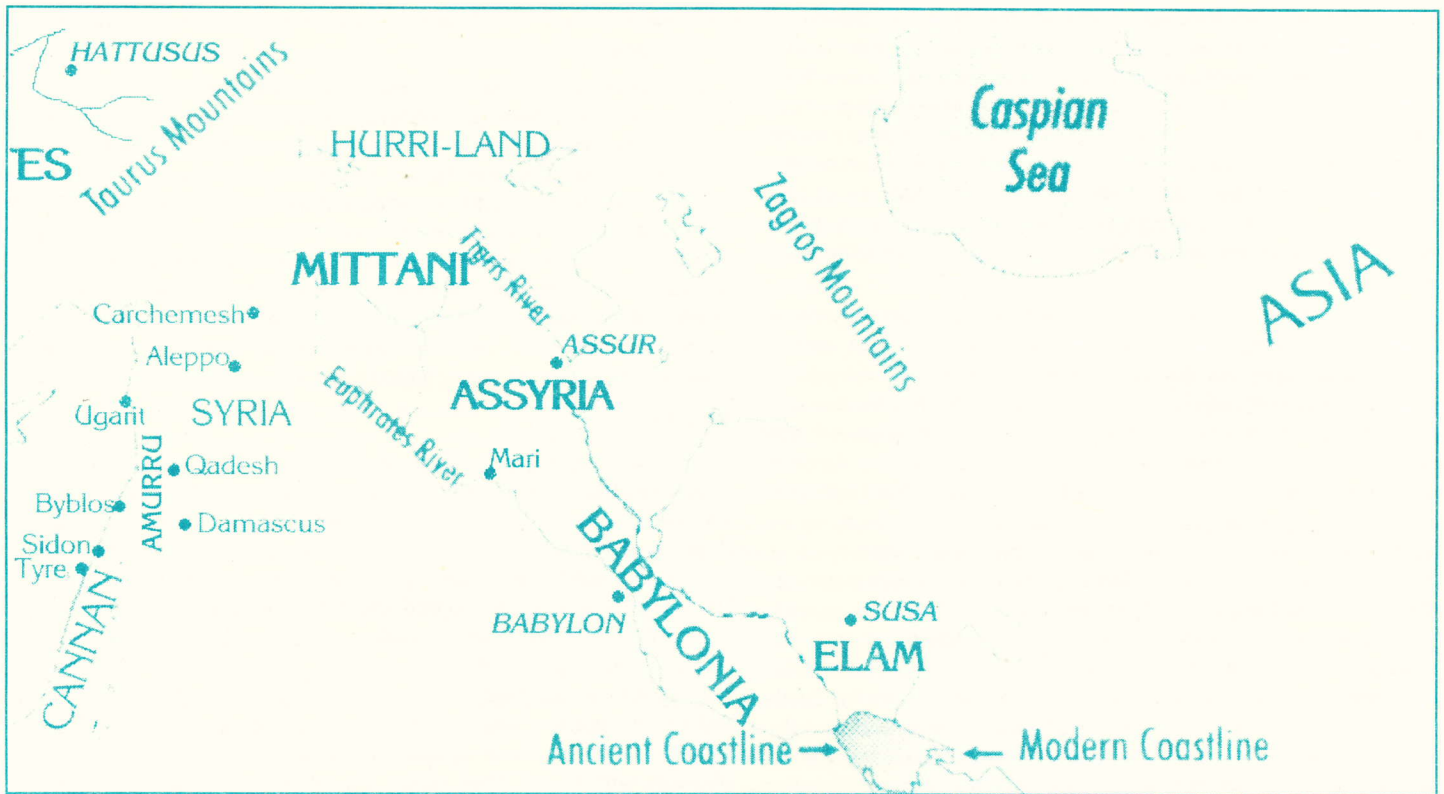 HATTUSUS
Taurus Mountains
TES
HURRI-LAND
Caspian
Sea
Zagros Mountains
ASIA
MITTANI
Tigris River
Carchemesh
Aleppo
ASSUR
ASSYRIA
Euphrates River
Ugarit
SYRIA
AMURRU
Qadesh
Mari
Byblos
Damascus
Sidon
Tyre
CANNAN
BABYLONIA
BABYLON
SUSA
ELAM
Ancient Coastline
Modern Coastline